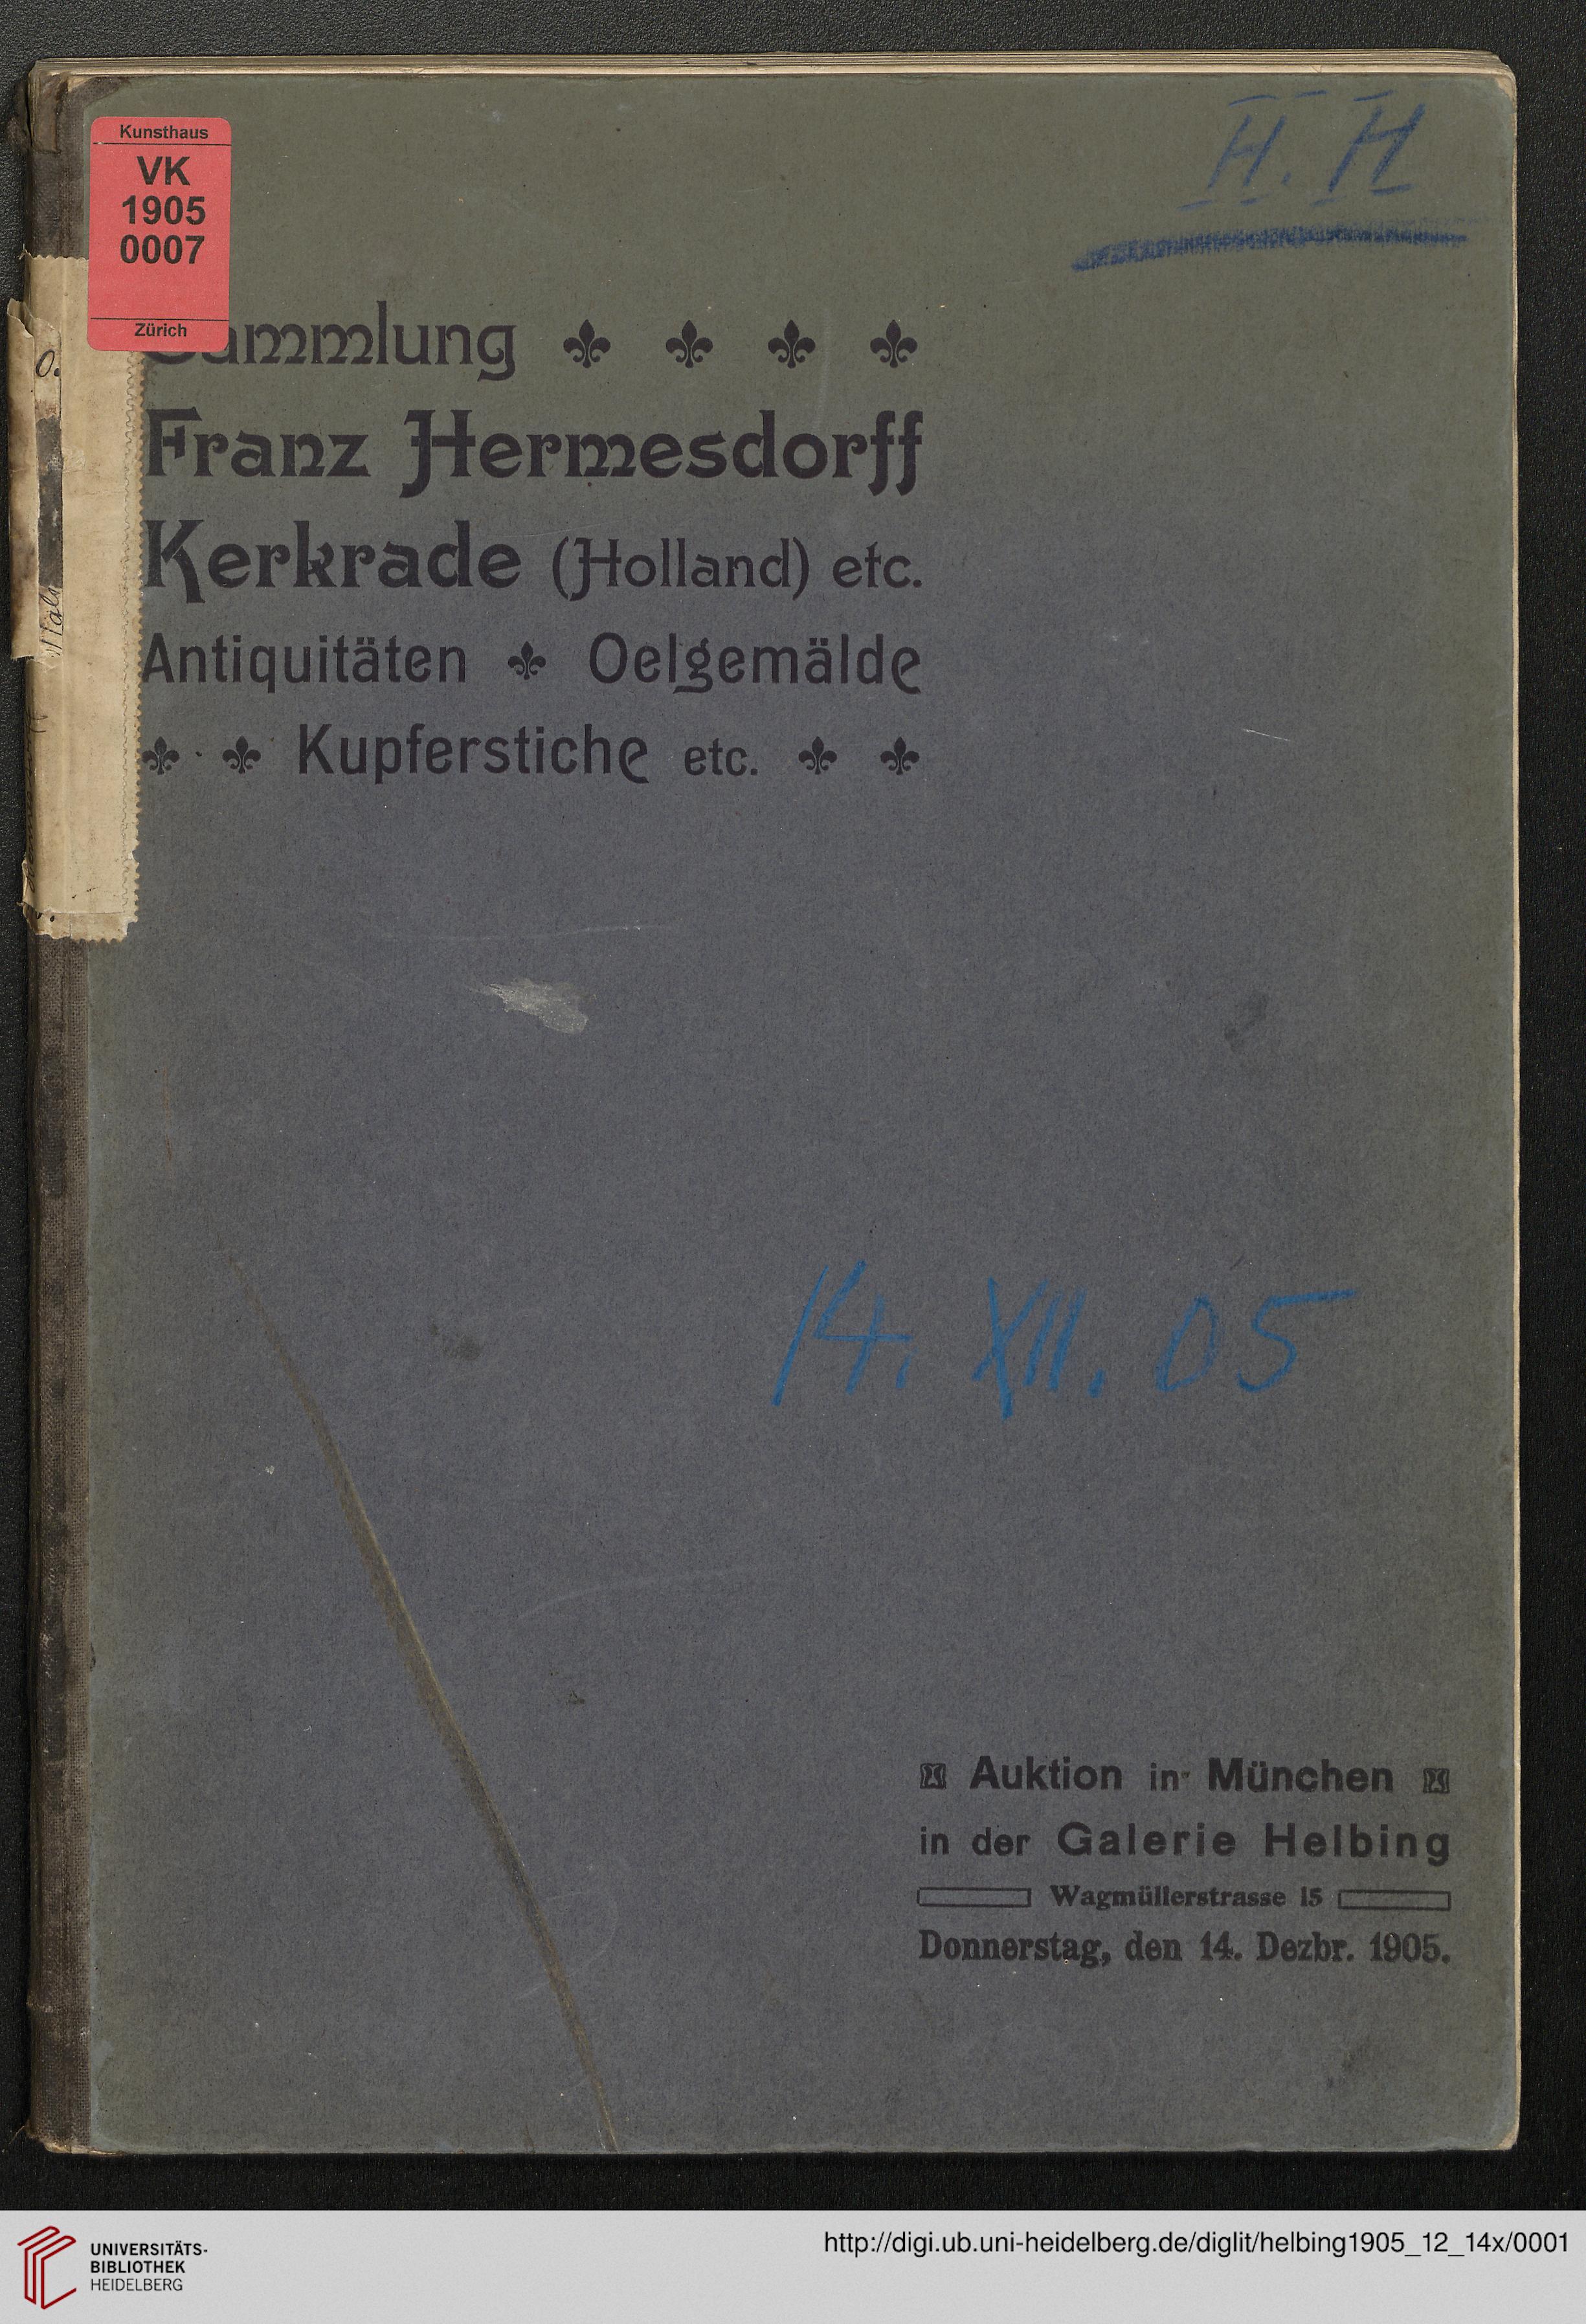 Kunsthaus
VK
1905
0007
Zürich
H. H
Sammlung
Franz Hermesdorff
Kerkrade (Holland) etc.
Antiquitäten Oelgemälde
Kupferstiche etc.
14. XII. 05
Auktion in München
in der Galerie Helbing
Wagmüllerstrasse 15
Donnerstag, den 14. Dezbr. 1905.
UNIVERSITÄTS-
BIBLIOTHEK
HEIDELBERG
http://digi.ub.uni-heidelberg.de/diglit/helbing1905_12_14x/0001